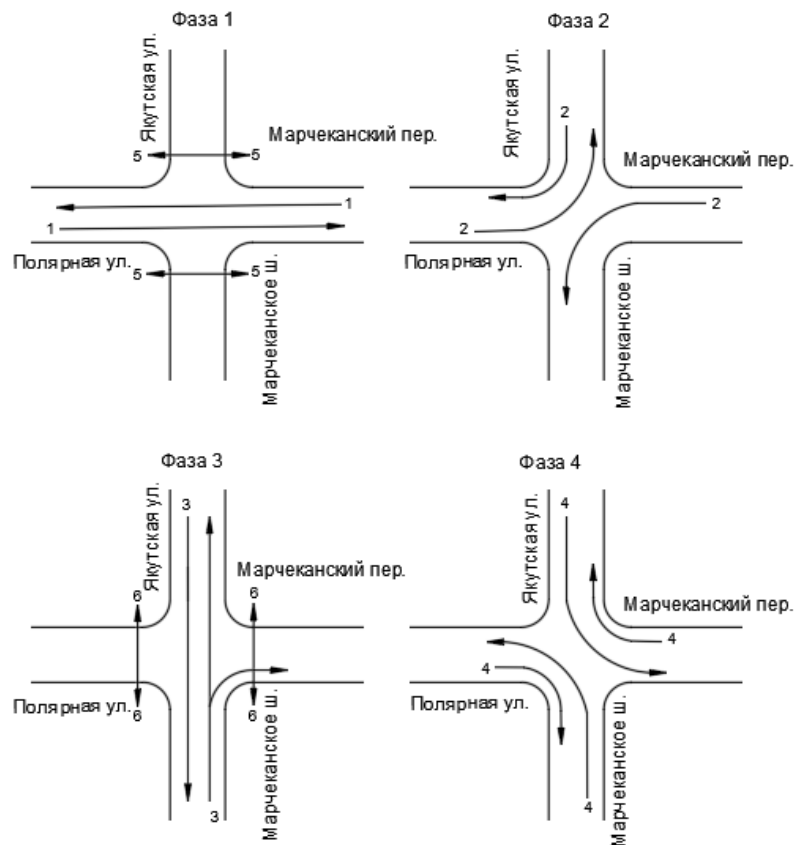 Фаза 1
Якутская ул.
Марчеканский пер.
5
5
1
1
Полярная ул.
5
5
Марчеканское ш.
Фаза 2
Якутская ул.
2
Марчеканский пер.
2
2
Полярная ул.
Марчеканское ш.
Фаза 3
Якутская ул.
3
Марчеканский пер.
6
6
Полярная ул.
6
6
Марчеканское ш.
3
Фаза 4
Якутская ул.
4
Марчеканский пер.
4
4
Полярная ул.
Марчеканское ш.
4